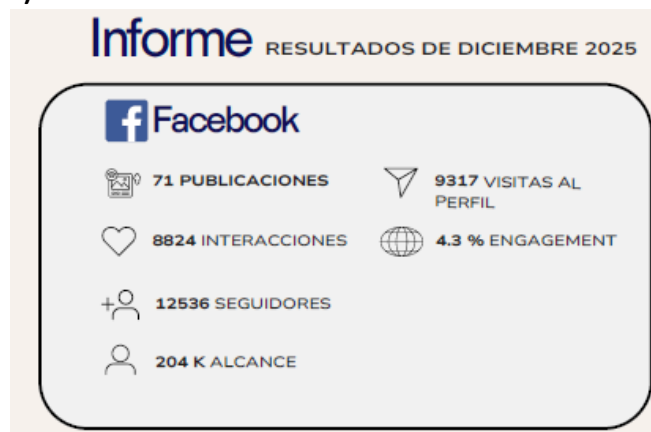 Informe RESULTADOS DE DICIEMBRE 2025
Facebook
71 PUBLICACIONES
8824 INTERACCIONES
12536 SEGUIDORES
204 K ALCANCE
9317 VISITAS AL
PERFIL
4.3 % ENGAGEMENT